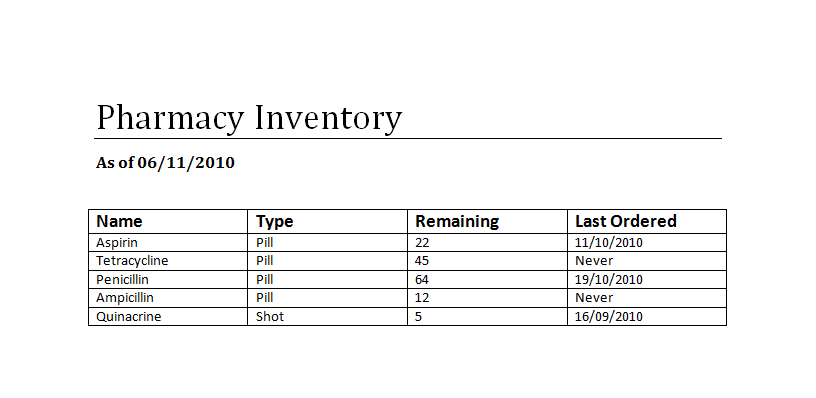 Pharmacy Inventory
As of 06/11/2010
Name Type Remaining Last Ordered
Aspirin Pill 22 11/10/2010
Tetracycline Pill 45 Never
Penicillin Pill 64 19/10/2010
Ampicillin Pill 12 Never
Quinacrine Shot 5 16/09/2010